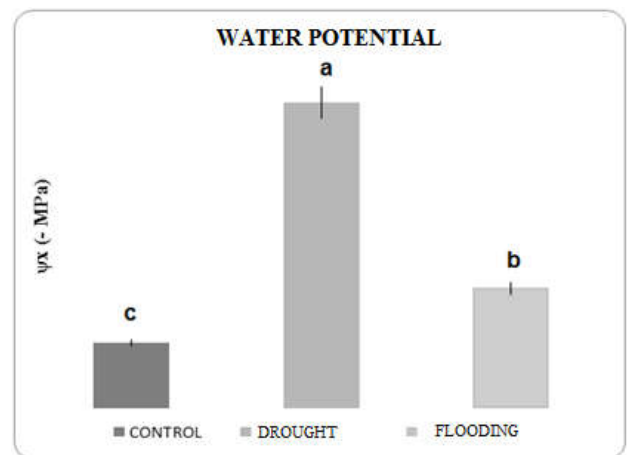 WATER POTENTIAL
a
b
c
ψx (- MPa)
CONTROL DROUGHT FLOODING